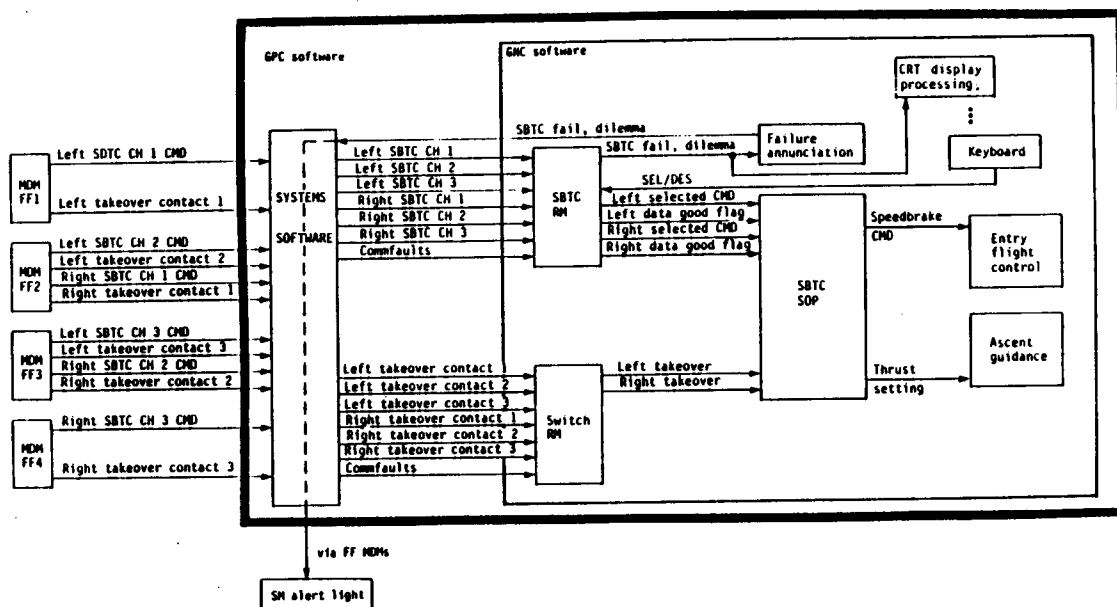 GPC software
GNC software
CRT display
processing.
SBTC fail, dilemma
SBTC fail, dilemma
Failure
annunciation
Keyboard
SEL/DES
MDM
FF1
Left SDTC CH 1 CMD
Left takeover contact 1
MDM
FF2
Left SBTC CH 2 CMD
Left takeover contact 2
Right SBTC CH 1 CMD
Right takeover contact 1
MDM
FF3
Left SBTC CH 3 CMD
Left takeover contact 3
Right SBTC CH 2 CMD
Right takeover contact 2
MDM
FF4
Right SBTC CH 3 CMD
Right takeover contact 3
SYSTEMS
SOFTWARE
Left SBTC CH 1
Left SBTC CH 2
Left SBTC CH 3
Right SBTC CH 1
Right SBTC CH 2
Right SBTC CH 3
Commfaults
SBTC
RM
Left selected CMD
Left data good flag
Right selected CMD
Right data good flag
SBTC
SOP
Speedbrake
CMD
Entry
flight
control
Left takeover contact
Left takeover contact 2
Left takeover contact 3
Right takeover contact 1
Right takeover contact 2
Right takeover contact 3
Commfaults
Switch
RM
Left takeover
Right takeover
Thrust
setting
Ascent
guidance
via FF MDMs
SM alert light